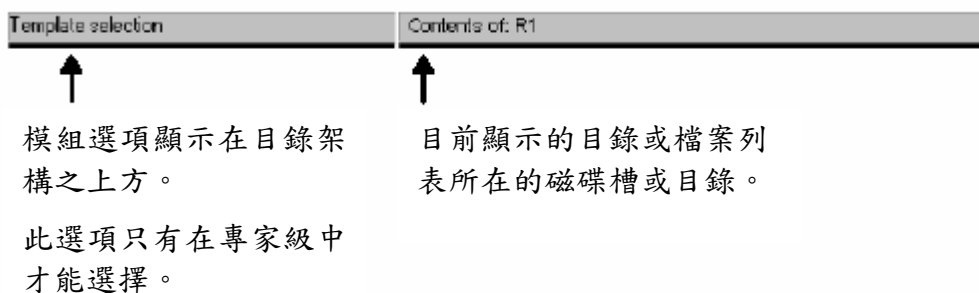 Template selection
Contents of: R1
模組選項顯示在目錄架
構之上方。
此選項只有在專家級中
才能選擇。
目前顯示的目錄或檔案列
表所在的磁碟槽或目錄。